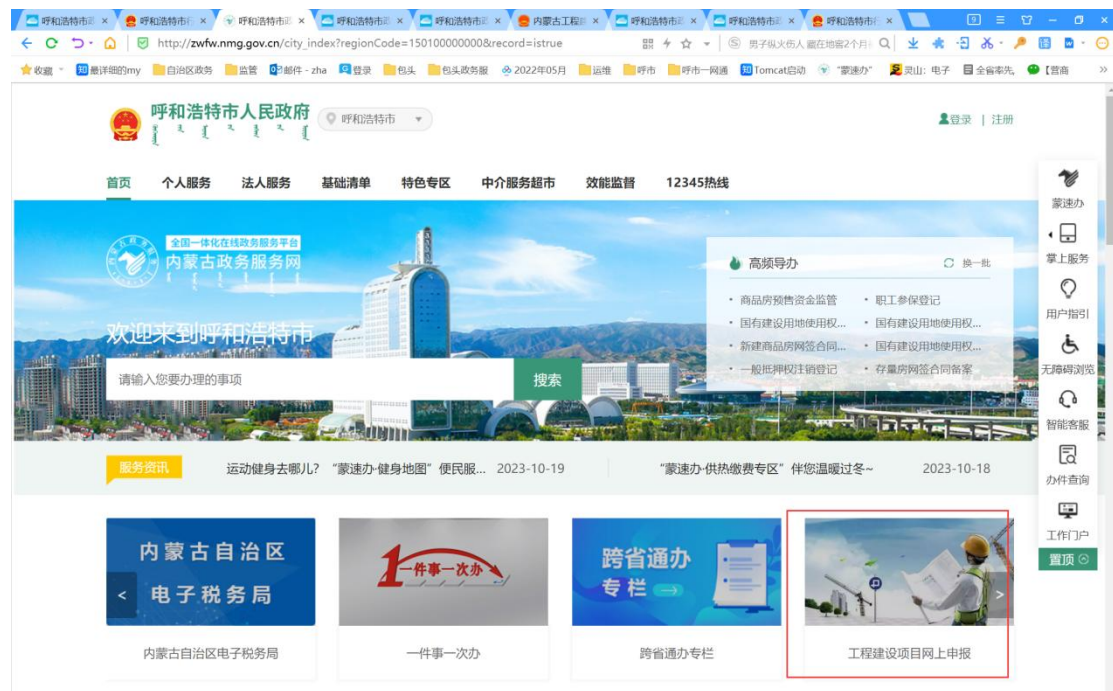 呼和浩特市政 × 呼和浩特市行 × 呼和浩特市政 × 呼和浩特市政 × 呼和浩特市政 × 内蒙古工程建 × 呼和浩特市政 × 呼和浩特市政 × 呼和浩特市行 × 9
http://zwfw.nmg.gov.cn/city_index?regionCode=150100000000&record=istrue 男子纵火伤人 藏在地窖2个月
收藏 最详细的my 自治区政务 监管 邮件 - zha 登录 包头 包头政务服 2022年05月 运维 呼市 呼市一网通 Tomcat启动 “蒙速办” 灵山: 电子 全省率先, 【营商 »
呼和浩特市人民政府
呼和浩特市
登录 | 注册
首页 个人服务 法人服务 基础清单 特色专区 中介服务超市 效能监督 12345热线
全国一体化在线政务服务平台
内蒙古政务服务网
欢迎来到呼和浩特市
请输入您要办理的事项 搜索
高频导办 换一批
• 商品房预售资金监管 • 职工参保登记
• 国有建设用地使用权... • 国有建设用地使用权...
• 新建商品房网签合同... • 国有建设用地使用权...
• 一般抵押权注销登记 • 存量房网签合同备案
蒙速办
掌上服务
用户指引
无障碍浏览
智能客服
办件查询
工作门户
置顶
服务资讯 运动健身去哪儿? “蒙速办·健身地图”便民服... 2023-10-19 “蒙速办·供热缴费专区”伴您温暖过冬~ 2023-10-18
内蒙古自治区
电子税务局
1一件事一次办
跨省通办
专栏
< >
内蒙古自治区电子税务局 一件事一次办 跨省通办专栏 工程建设项目网上申报